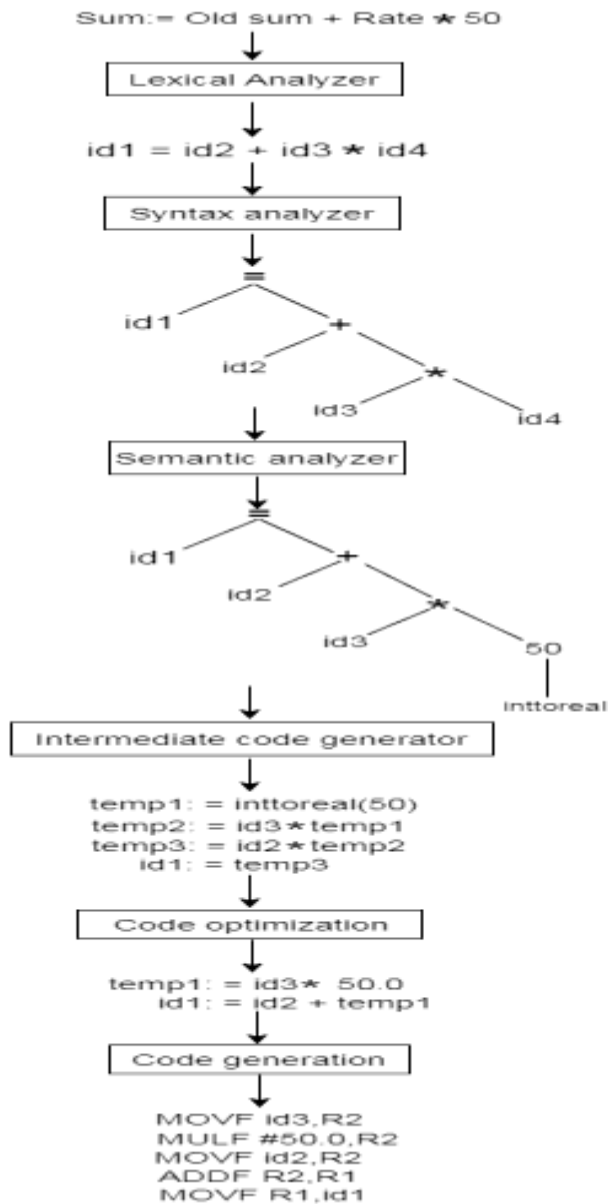 Sum:= Old sum + Rate * 50
Lexical Analyzer
id1 = id2 + id3 * id4
Syntax analyzer
=
id1
+
id2
*
id3
id4
Semantic analyzer
=
id1
+
id2
*
id3
50
inttoreal
Intermediate code generator
temp1: = inttoreal(50)
temp2: = id3*temp1
temp3: = id2*temp2
id1: = temp3
Code optimization
temp1: = id3* 50.0
id1: = id2 + temp1
Code generation
MOVF id3,R2
MULF #50.0,R2
MOVF id2,R2
ADDF R2,R1
MOVF R1,id1